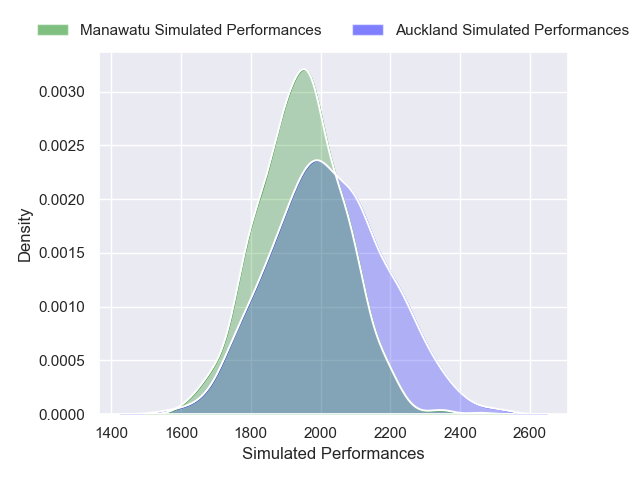 Manawatu Simulated Performances Auckland Simulated Performances
0.0030
0.0025
0.0020
0.0015
0.0010
0.0005
0.0000
Density
1400 1600 1800 2000 2200 2400 2600
Simulated Performances